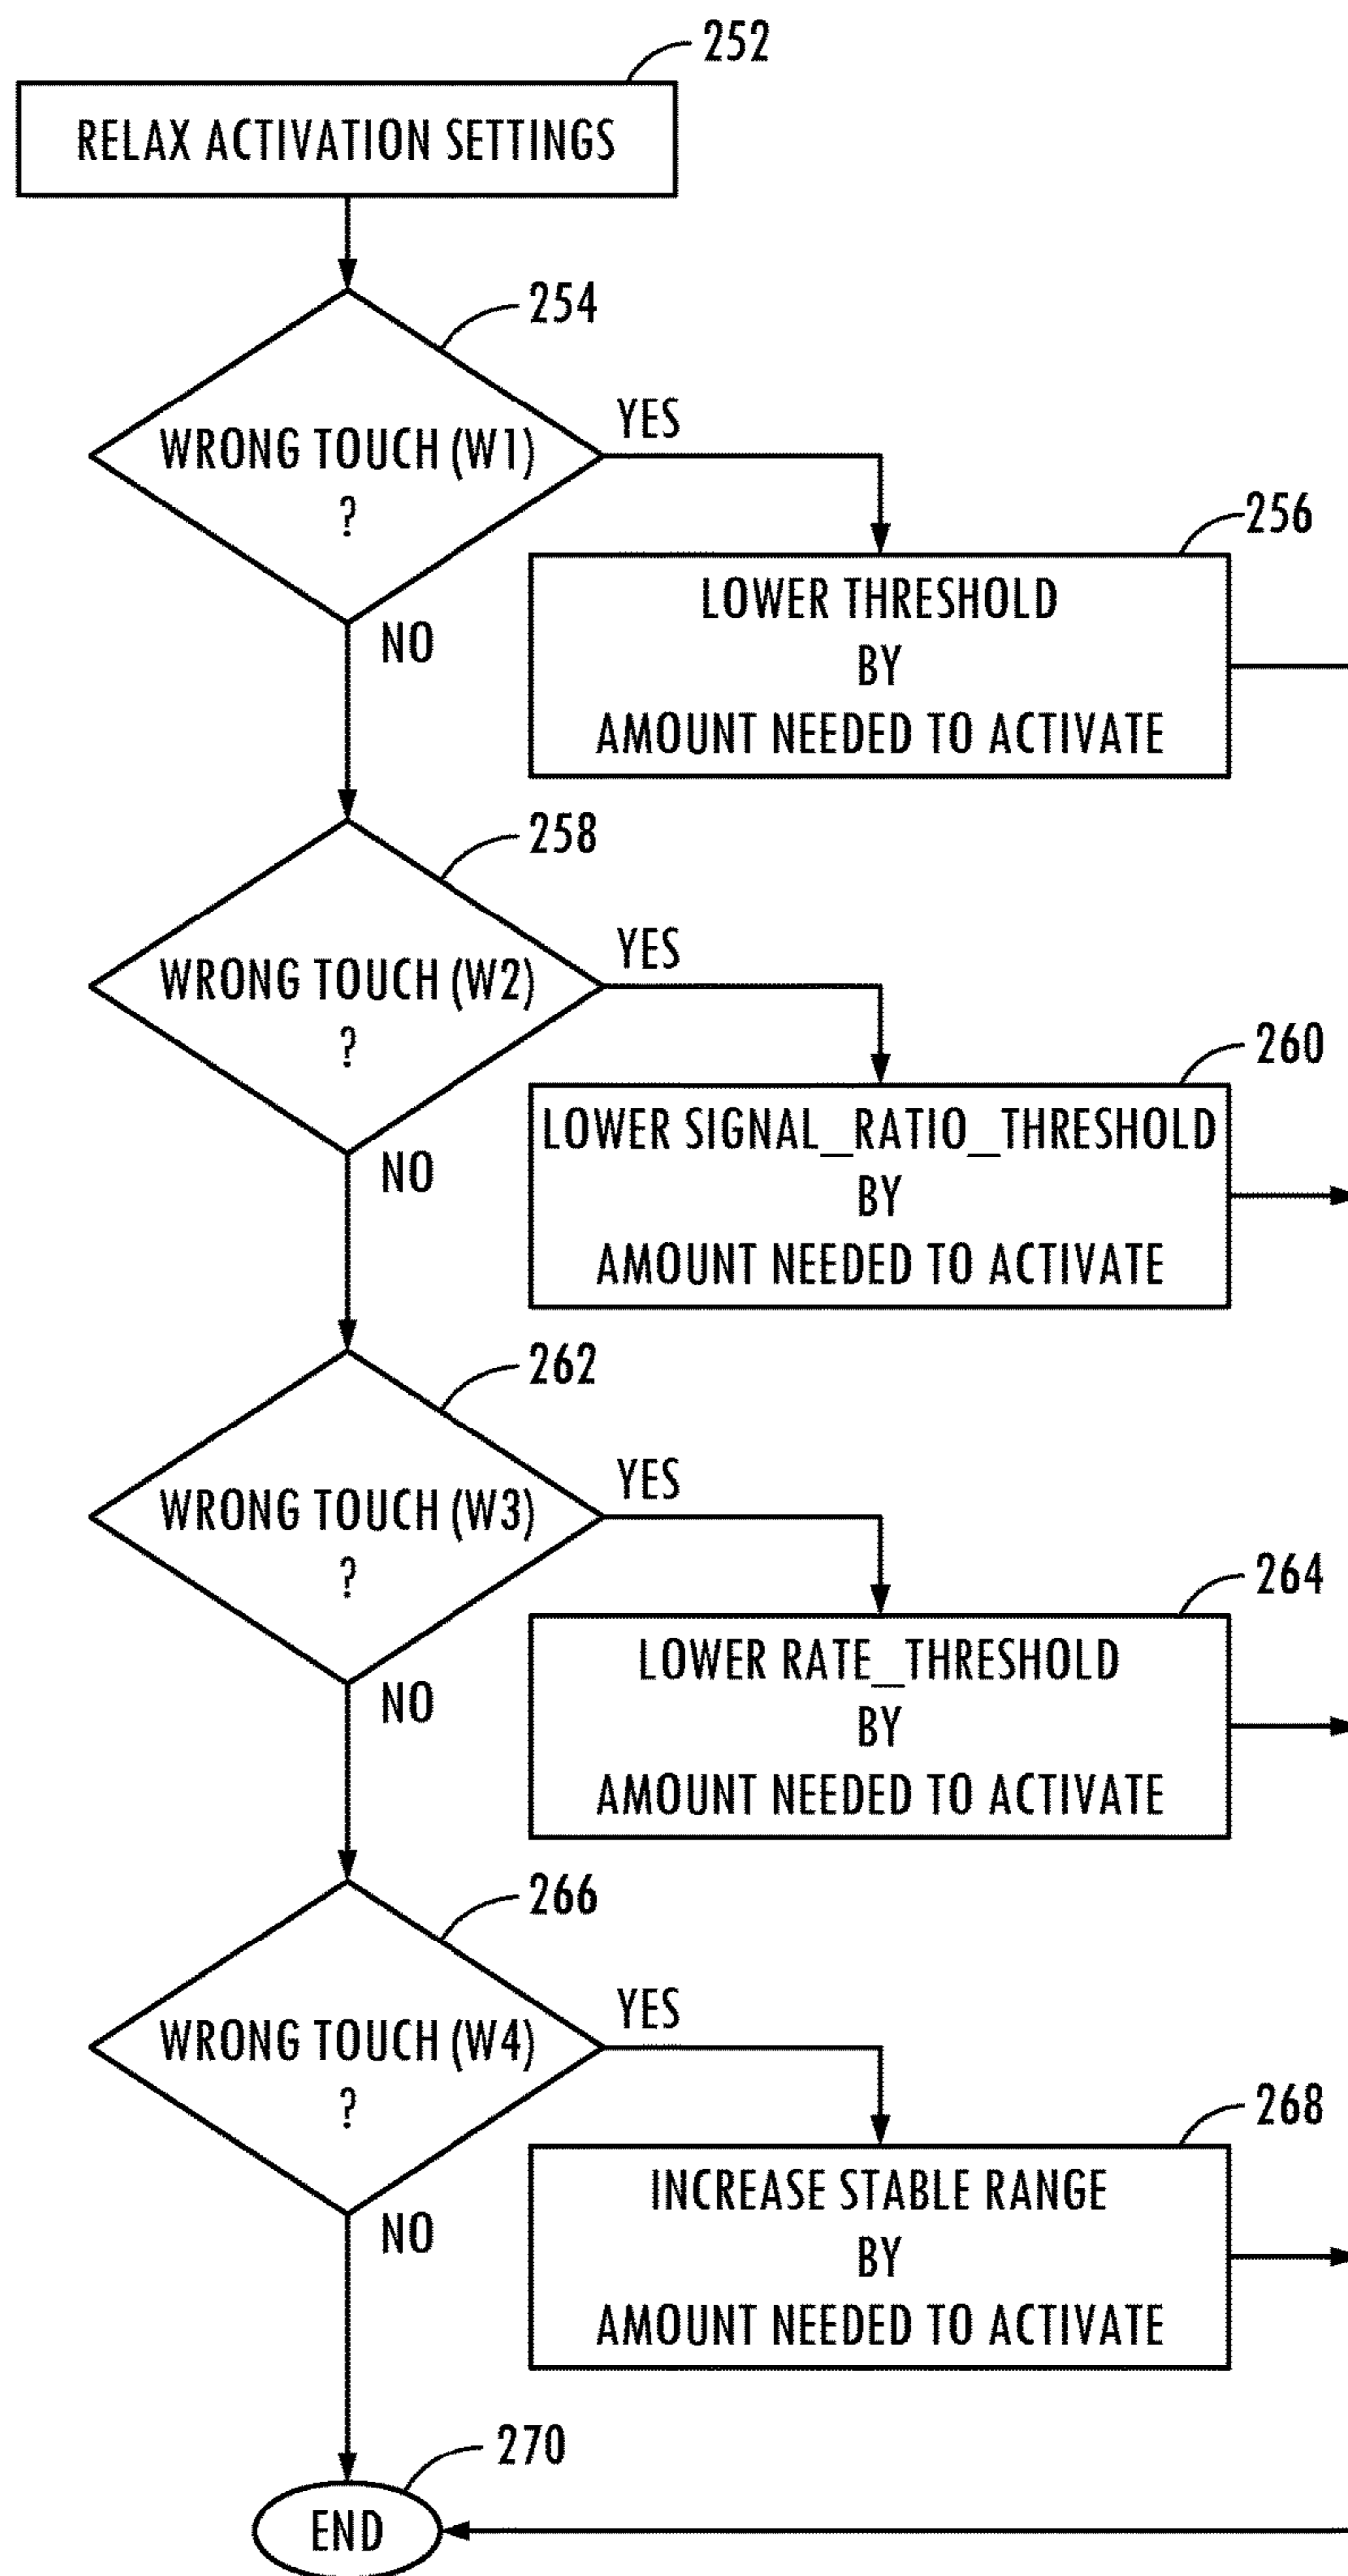 252
RELAX ACTIVATION SETTINGS
254
WRONG TOUCH (W1)
?
YES
NO
256
LOWER THRESHOLD
BY
AMOUNT NEEDED TO ACTIVATE
258
WRONG TOUCH (W2)
?
YES
NO
260
LOWER SIGNAL_RATIO_THRESHOLD
BY
AMOUNT NEEDED TO ACTIVATE
262
WRONG TOUCH (W3)
?
YES
NO
264
LOWER RATE_THRESHOLD
BY
AMOUNT NEEDED TO ACTIVATE
266
WRONG TOUCH (W4)
?
YES
NO
268
INCREASE STABLE RANGE
BY
AMOUNT NEEDED TO ACTIVATE
270
END